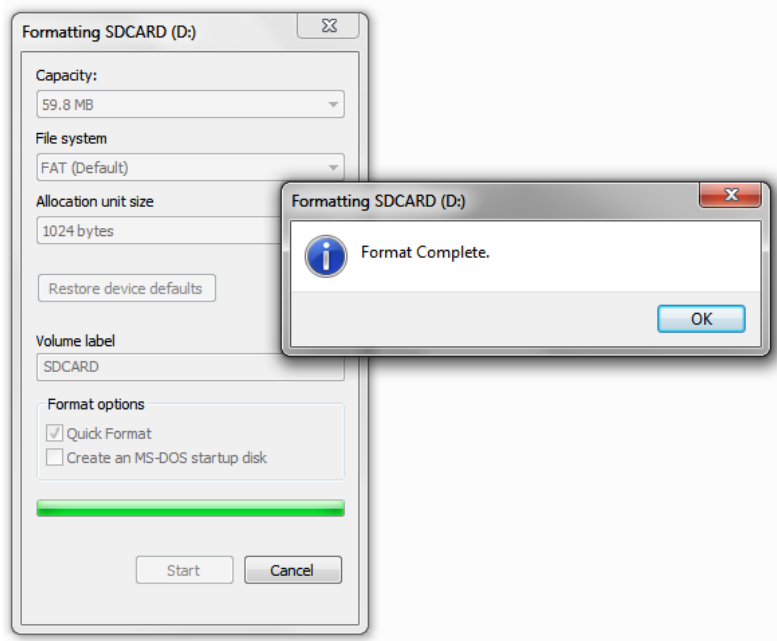 Formatting SDCARD (D:)
Capacity:
59.8 MB
File system
FAT (Default)
Allocation unit size
1024 bytes
Restore device defaults
Volume label
SDCARD
Format options
Quick Format
Create an MS-DOS startup disk
Start
Cancel
Formatting SDCARD (D:)
Format Complete.
OK